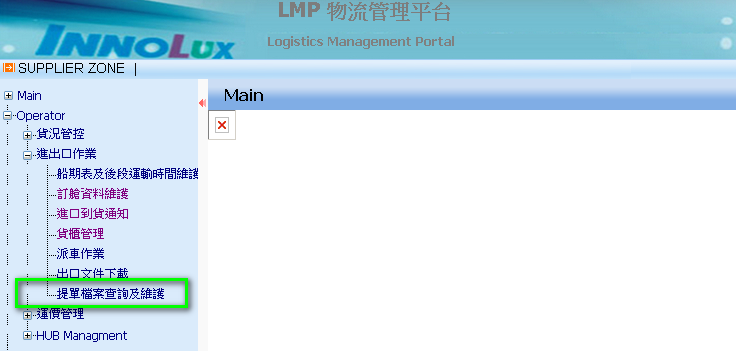 LMP 物流管理平台
INNOLUX
Logistics Management Portal
SUPPLIER ZONE |
Main
Main
Operator
貨況管控
進出口作業
船期表及後段運輸時間維護
訂艙資料維護
進口到貨通知
貨櫃管理
派車作業
出口文件下載
提單檔案查詢及維護
運價管理
HUB Managment